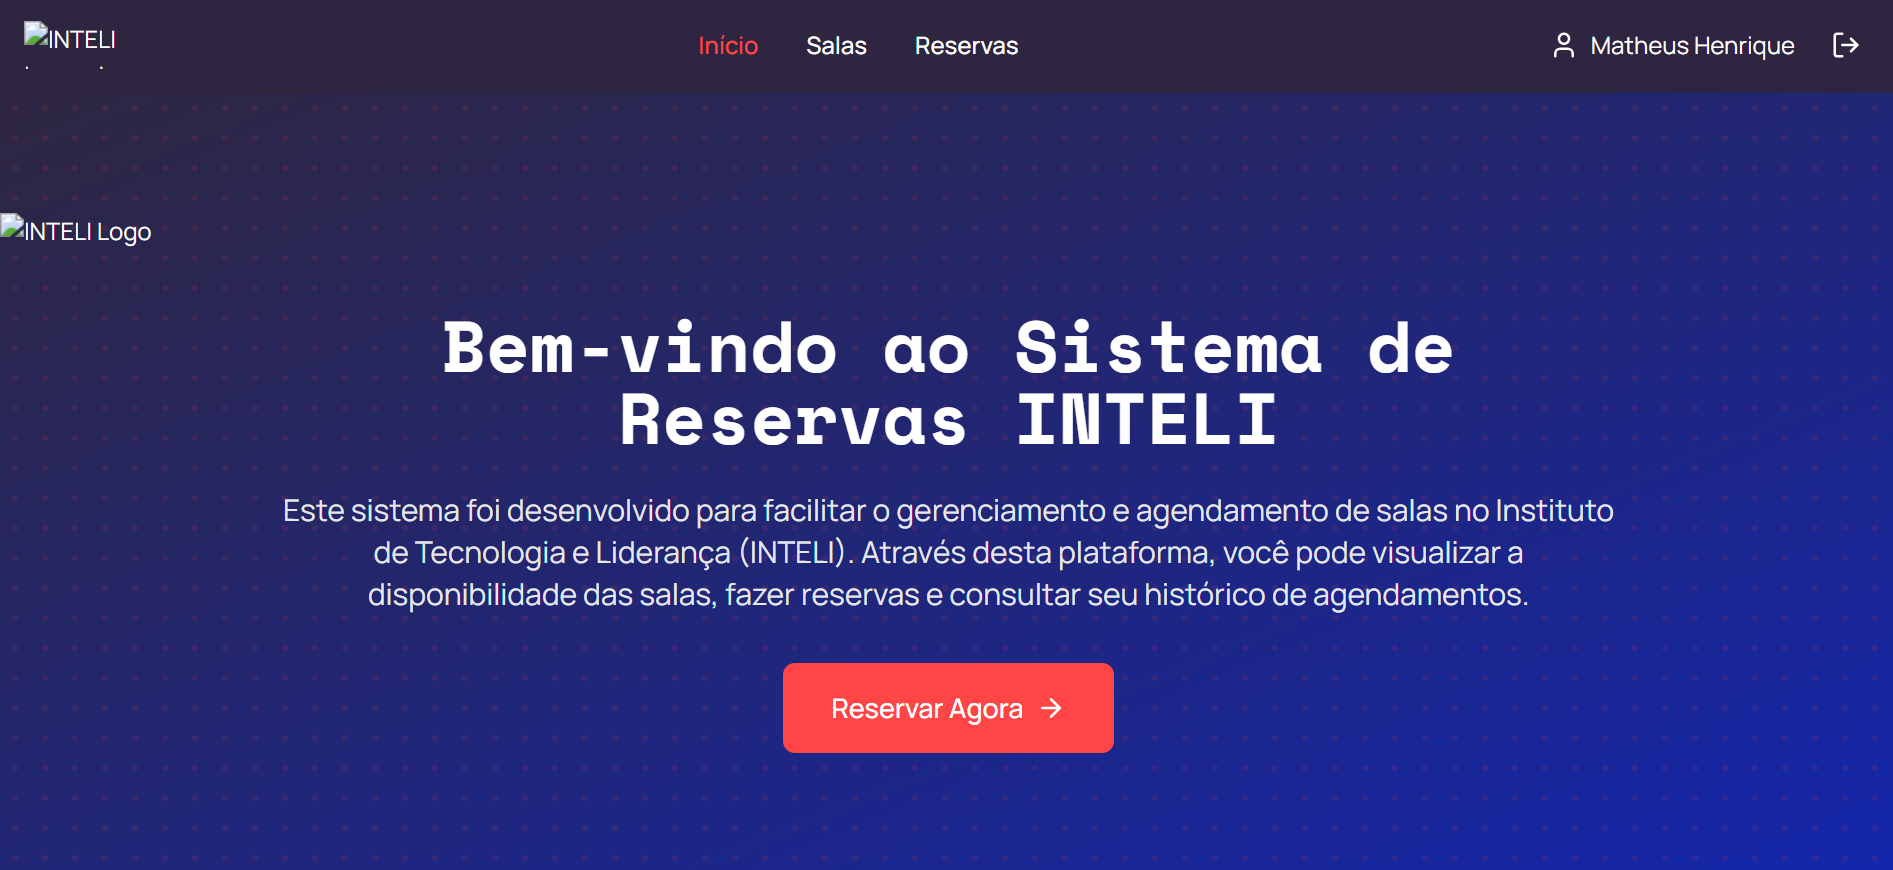 INTELI
Início
Salas
Reservas
Matheus Henrique
INTELI Logo
Bem-vindo ao Sistema de
Reservas INTELI
Este sistema foi desenvolvido para facilitar o gerenciamento e agendamento de salas no Instituto
de Tecnologia e Liderança (INTELI). Através desta plataforma, você pode visualizar a
disponibilidade das salas, fazer reservas e consultar seu histórico de agendamentos.
Reservar Agora